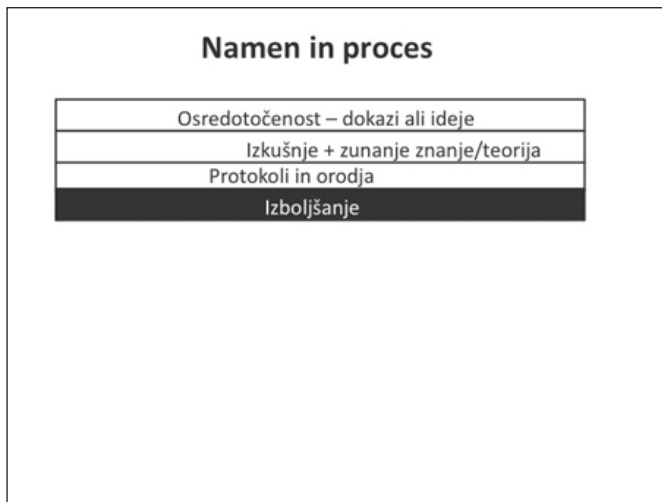 Namen in proces
Osredotočenost – dokazi ali ideje
Izkušnje + zunanje znanje/teorija
Protokoli in orodja
Izboljšanje